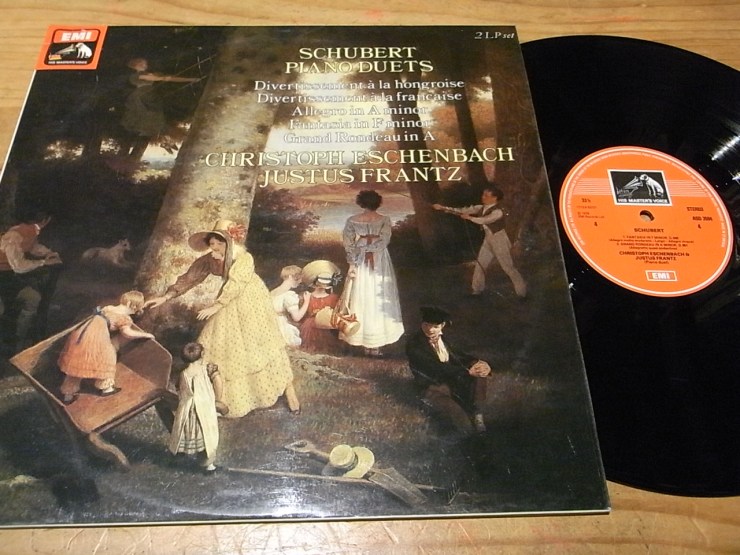 EMI
HIS MASTER'S VOICE
2 LP set
SCHUBERT
PIANO DUETS
Divertissement à la hongroise
Divertissement à la française
Allegro in A minor
Fantasia in F minor
Grand Rondeau in A
CHRISTOPH ESCHENBACH
JUSTUS FRANTZ
HIS MASTER'S VOICE
STEREO
4
4
SCHUBERT
CHRISTOPH ESCHENBACH &
JUSTUS FRANTZ
EMI